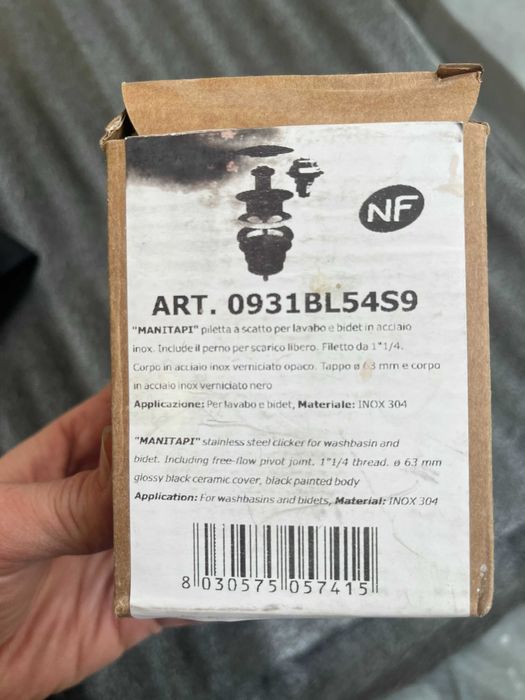 NF
ART. 0931BL54S9
"MANITAPI" piletta a scatto per lavabo e bidet in acciaio
inox. Include il perno per scarico libero. Filetto da 1"1/4.
Corpo in acciaio inox verniciato opaco. Tappo ø 63 mm e corpo
in acciaio inox verniciato nero
Applicazione: Per lavabo e bidet, Materiale: INOX 304
"MANITAPI" stainless steel clicker for washbasin and
bidet. Including free-flow pivot joint. 1"1/4 thread. ø 63 mm
glossy black ceramic cover, black painted body
Application: For washbasins and bidets, Material: INOX 304
8 030575 057415